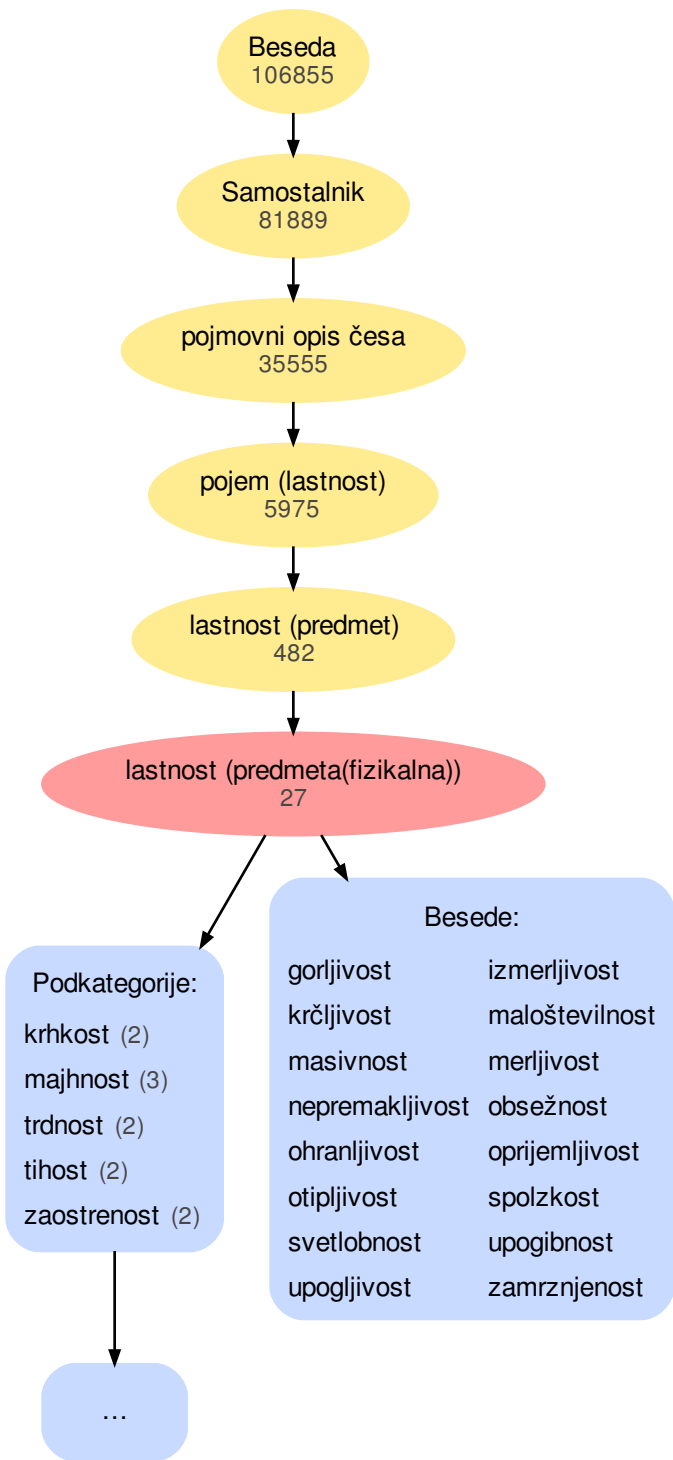 Beseda
106855
Samostalnik
81889
pojmovni opis česa
35555
pojem (lastnost)
5975
lastnost (predmet)
482
lastnost (predmeta(fizikalna))
27
Podkategorije:
krhkost (2)
majhnost (3)
trdnost (2)
tihost (2)
zaostrenost (2)
...
Besede:
gorljivost izmerljivost
krčljivost maloštevilnost
masivnost merljivost
nepremakljivost obsežnost
ohranljivost oprijemljivost
otipljivost spolzkost
svetlobnost upogibnost
upogljivost zamrznjenost